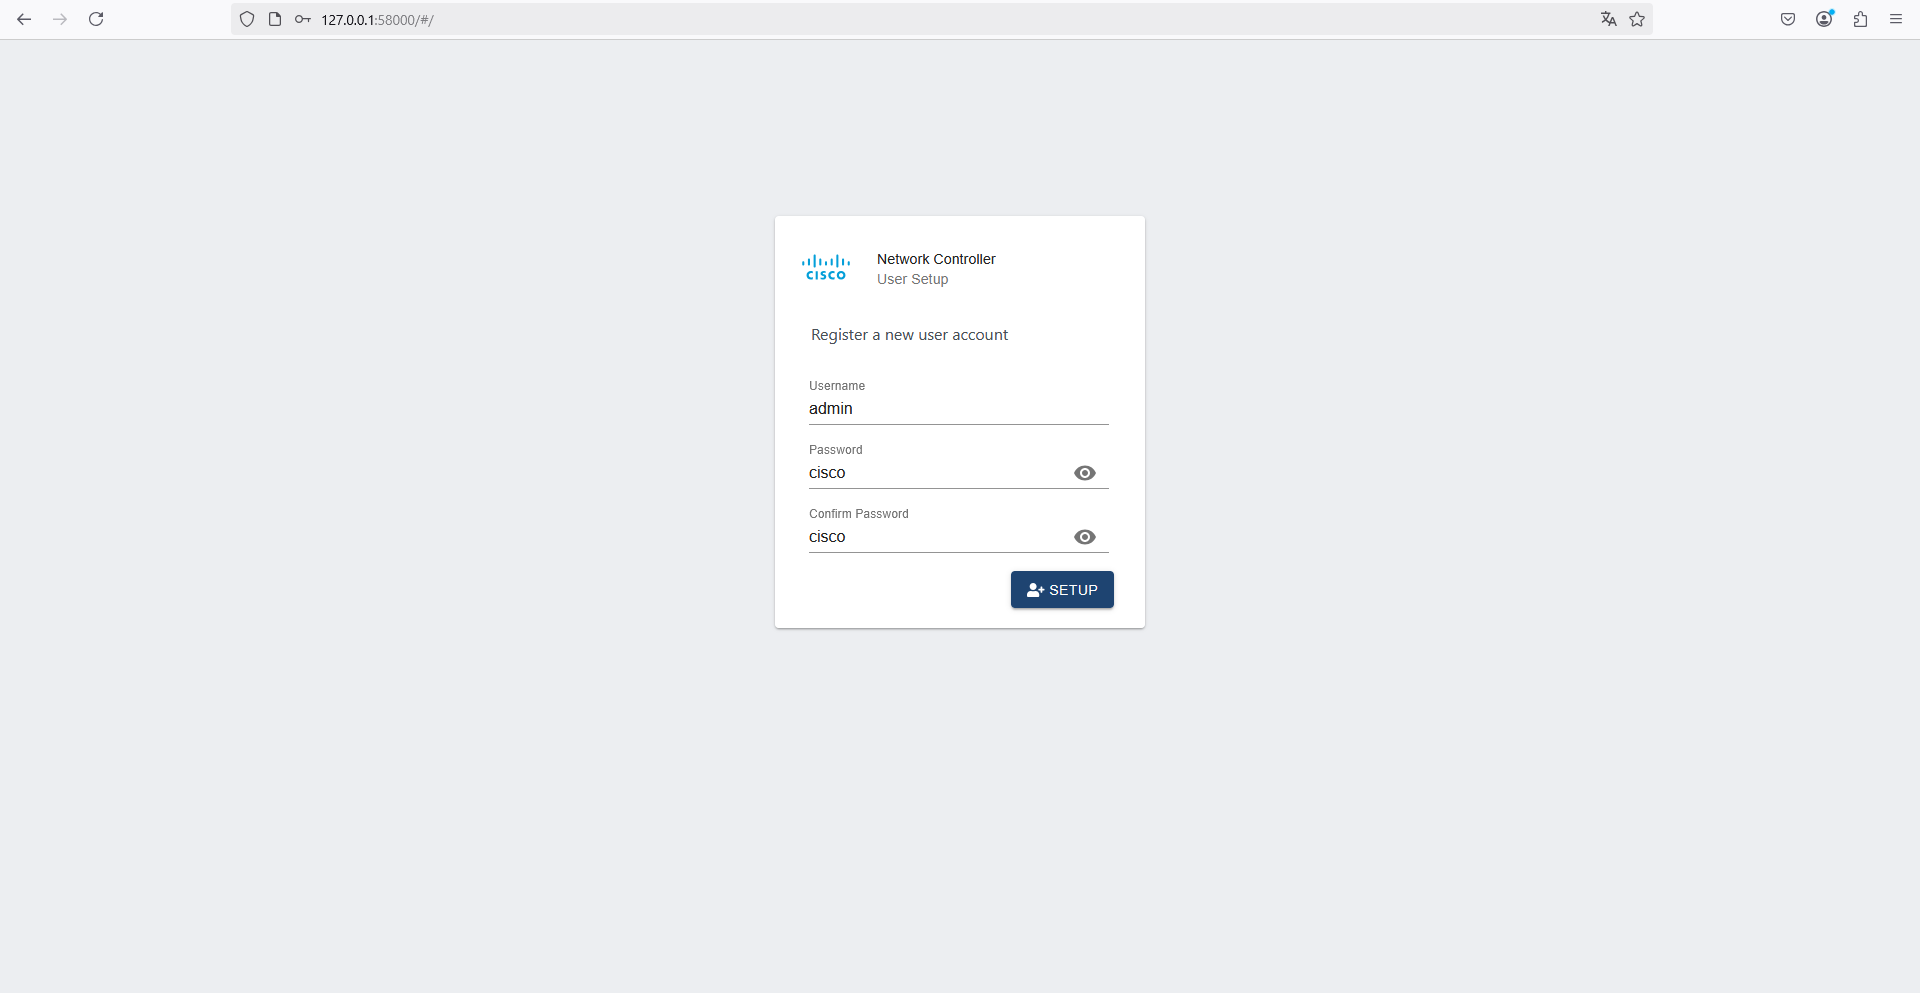 127.0.0.1:58000/#/
CISCO
Network Controller
User Setup
Register a new user account
Username
admin
Password
cisco
Confirm Password
cisco
SETUP